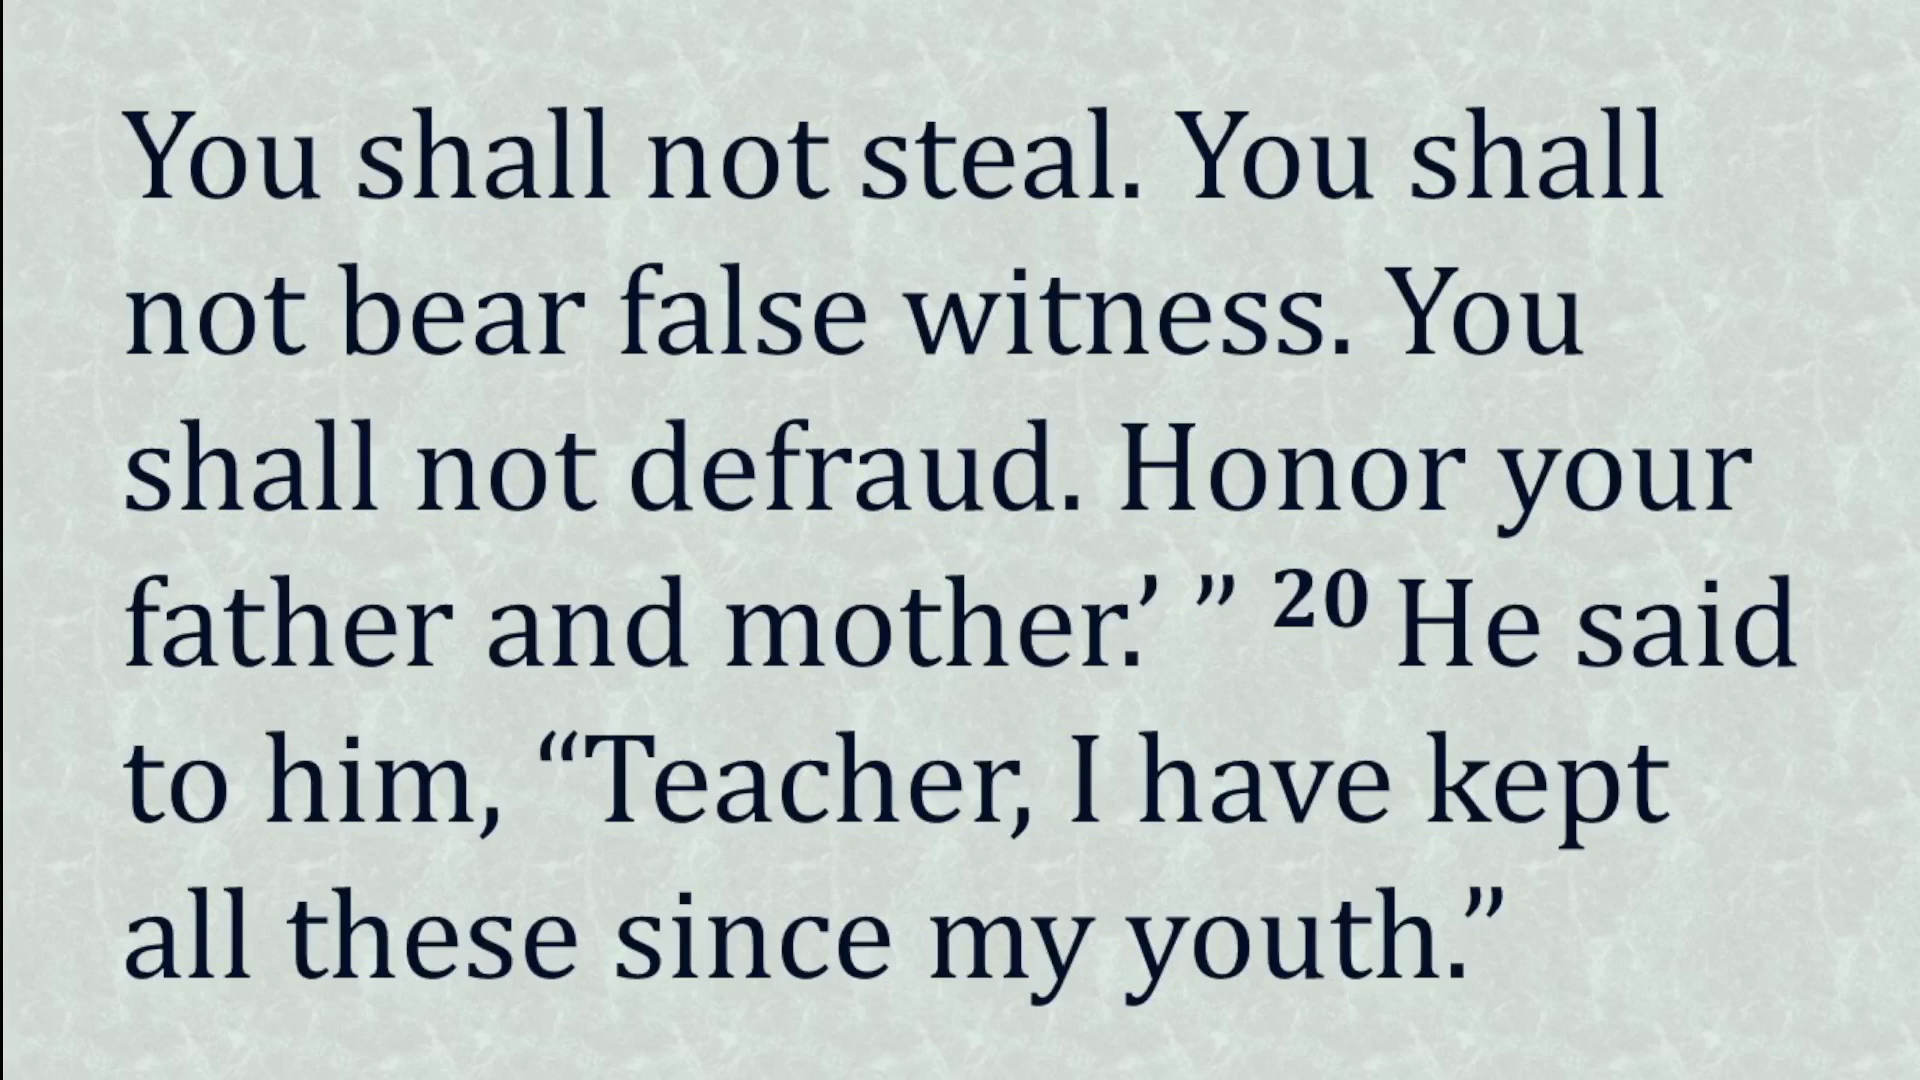 You shall not steal. You shall
not bear false witness. You
shall not defraud. Honor your
father and mother.’ ” 20 He said
to him, “Teacher, I have kept
all these since my youth.”